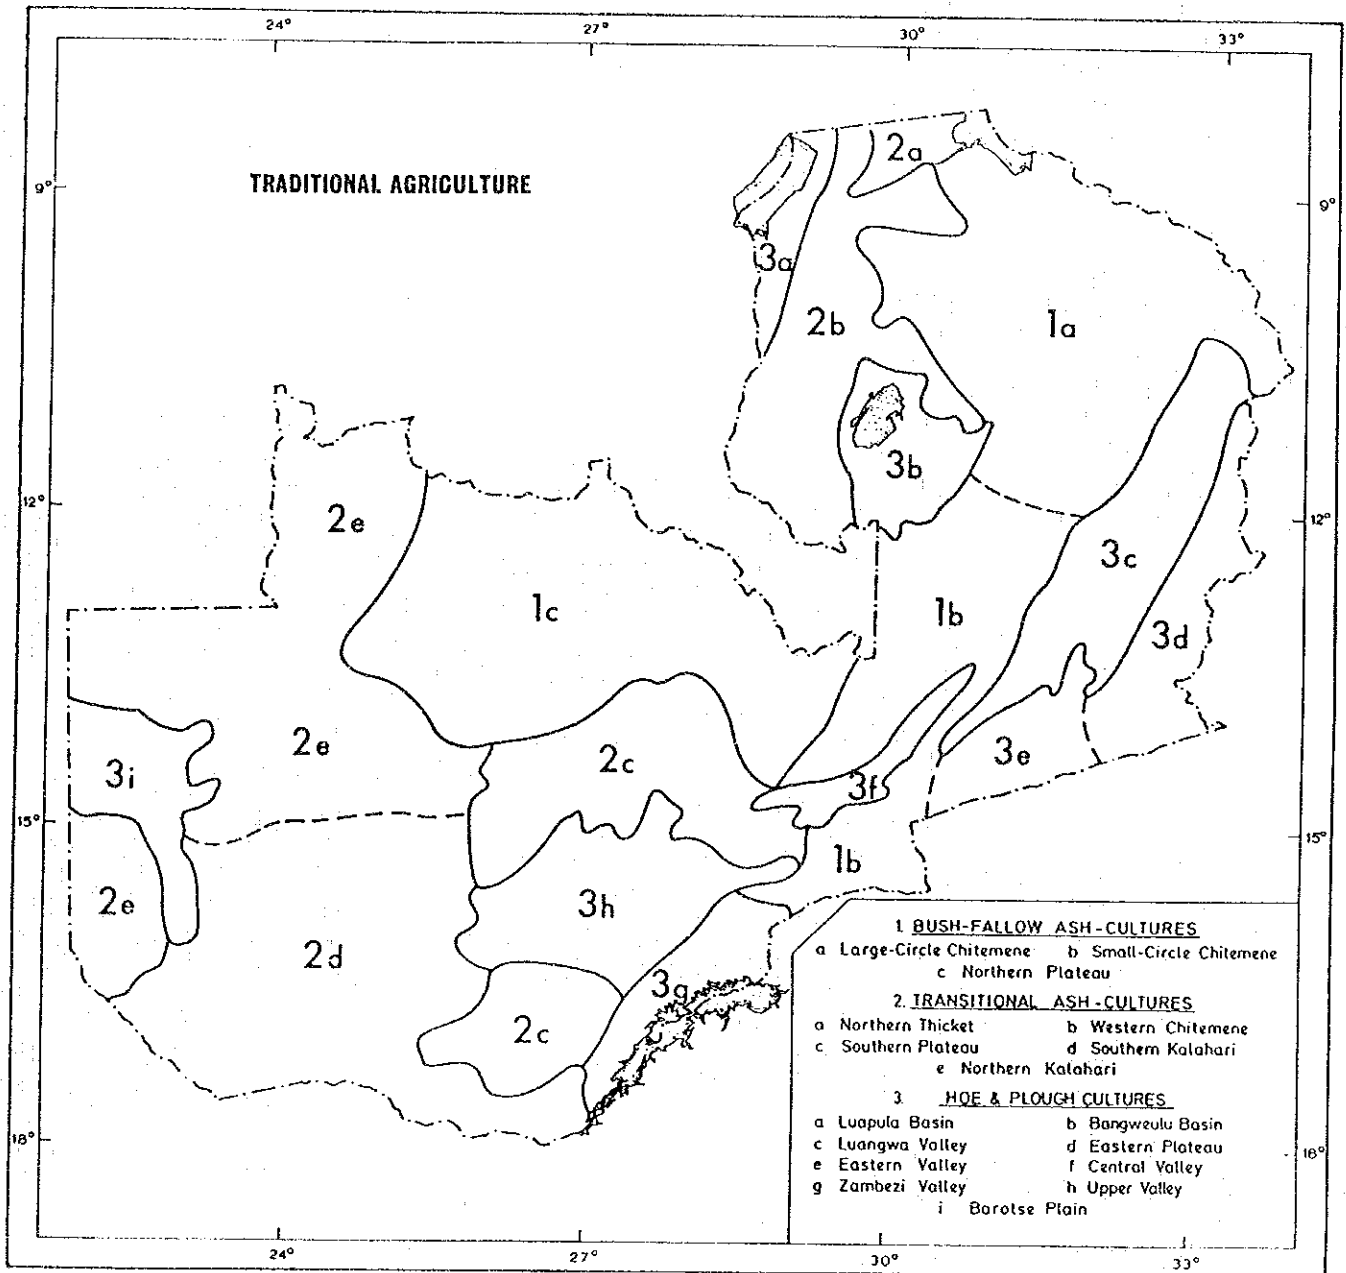 24° 27° 30° 33°
TRADITIONAL AGRICULTURE
2a
9° 9°
3a
2b 1a
3b
12° 2e 12°
3c
1c 1b
3d
2e 2c 3e
3i 3f
15° 15°
1b
2e 3h
2d
3g
2c
1. BUSH-FALLOW ASH-CULTURES
a Large-Circle Chitemene b Small-Circle Chitemene
c Northern Plateau
2. TRANSITIONAL ASH-CULTURES
a Northern Thicket b Western Chitemene
c Southern Plateau d Southern Kalahari
e Northern Kalahari
3. HOE & PLOUGH CULTURES
a Luapula Basin b Bangweulu Basin
c Luangwa Valley d Eastern Plateau
e Eastern Valley f Central Valley
g Zambezi Valley h Upper Valley
i Barotse Plain
18° 18°
24° 27° 30° 33°